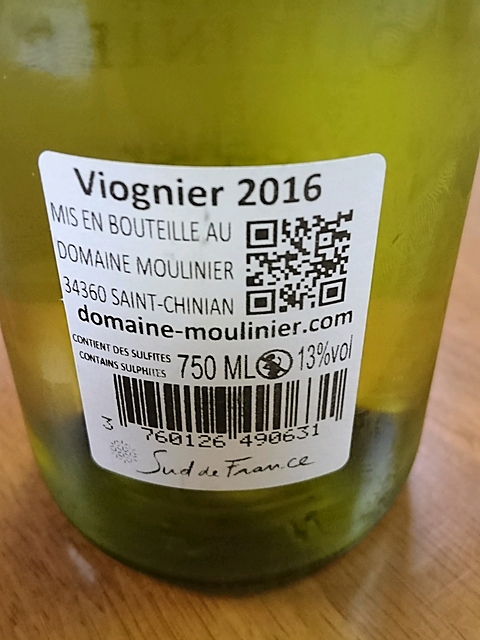 Viognier 2016
MIS EN BOUTEILLE AU
DOMAINE MOULINIER
34360 SAINT-CHINIAN
domaine-moulinier.com
CONTIENT DES SULFITES
CONTAINS SULPHITES
750 ML 13%vol
3 760126 490631
Sud de France